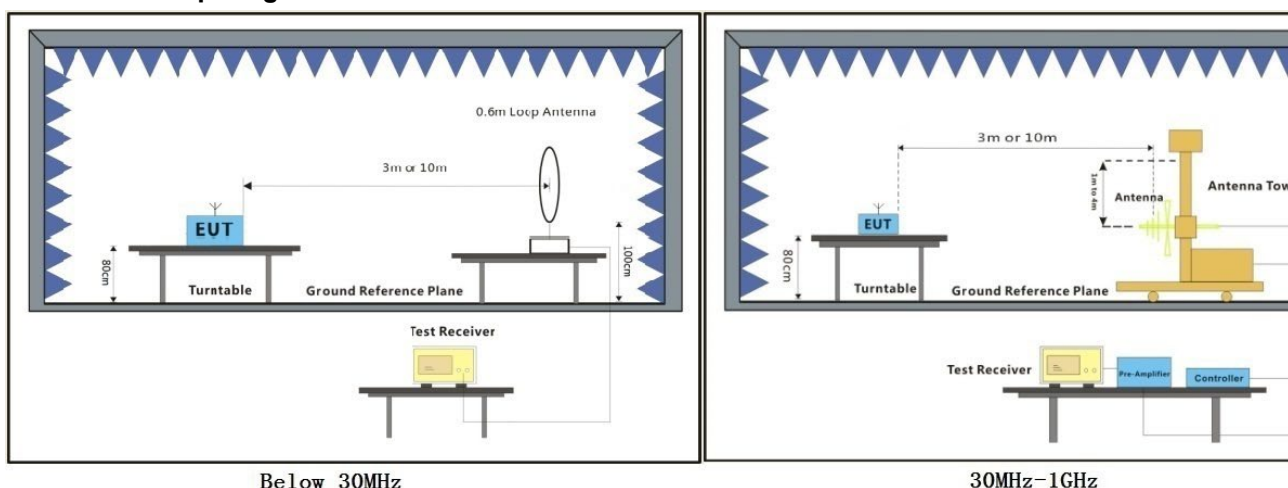 0.6m Loop Antenna
3m or 10m
EUT
80cm
100cm
Turntable
Ground Reference Plane
Test Receiver
Below 30MHz
3m or 10m
1m to 4m
Antenna
Antenna Tow
EUT
80cm
Turntable
Ground Reference Plane
Test Receiver
Pre-Amplifier
Controller
30MHz-1GHz